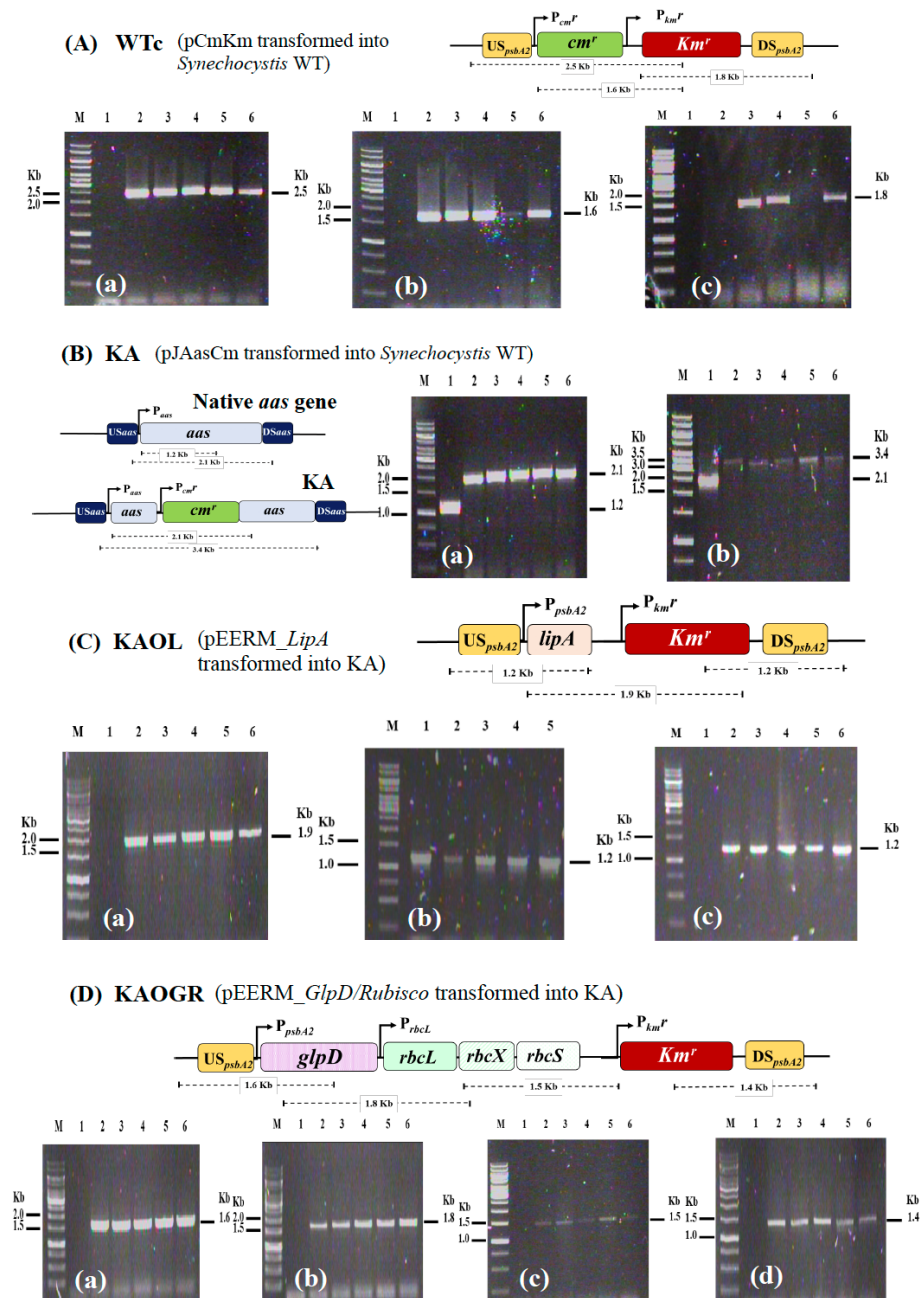 (A) WTc (pCmKm transformed into
Synechocystis WT)
Pcmr Pkmr
USpsbA2 cmr Kmr DSpsbA2
2.5 Kb
1.8 Kb
1.6 Kb
M 1 2 3 4 5 6
Kb
2.5
2.0
2.5
(a)
M 1 2 3 4 5 6
Kb
2.0
1.5
1.6
(b)
M 1 2 3 4 5 6
Kb
2.0
1.5
1.8
(c)
(B) KA (pJAasCm transformed into Synechocystis WT)
Paas Native aas gene
USaas aas DSaas
1.2 Kb
2.1 Kb
Paas Pcmr KA
USaas aas cmr aas DSaas
2.1 Kb
3.4 Kb
M 1 2 3 4 5 6
Kb
2.0
1.5
1.0
2.1
1.2
(a)
M 1 2 3 4 5 6
Kb
3.5
3.0
2.0
1.5
3.4
2.1
(b)
(C) KAOL (pEERM_LipA
transformed into KA)
PpsbA2 Pkmr
USpsbA2 lipA Kmr DSpsbA2
1.2 Kb 1.2 Kb
1.9 Kb
M 1 2 3 4 5 6
Kb
2.0
1.5
Kb
1.9
(a)
M 1 2 3 4 5
Kb
1.5
1.0
Kb
1.2
(b)
M 1 2 3 4 5 6
1.5
1.0
Kb
1.2
(c)
(D) KAOGR (pEERM_GlpD/Rubisco transformed into KA)
PpsbA2 PrbcL Pkmr
USpsbA2 glpD rbcL rbcX rbcS Kmr DSpsbA2
1.6 Kb 1.5 Kb 1.4 Kb
1.8 Kb
M 1 2 3 4 5 6
Kb
2.0
1.5
1.6
(a)
M 1 2 3 4 5 6
Kb
2.0
1.5
Kb
1.8
(b)
M 1 2 3 4 5 6
Kb
1.5
1.0
Kb
1.5
(c)
M 1 2 3 4 5 6
Kb
1.5
1.0
Kb
1.4
(d)